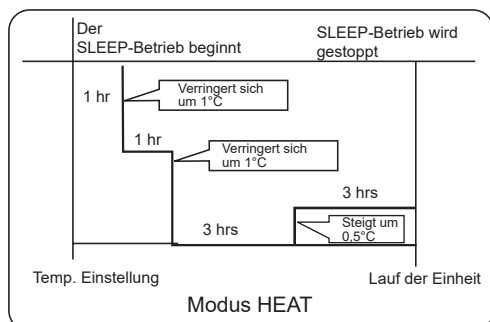 Der
SLEEP-Betrieb beginnt
SLEEP-Betrieb wird
gestoppt
1 hr
Verringert sich
um 1°C
1 hr
Verringert sich
um 1°C
3 hrs
3 hrs
Steigt um
0,5°C
Temp. Einstellung
Lauf der Einheit
Modus HEAT